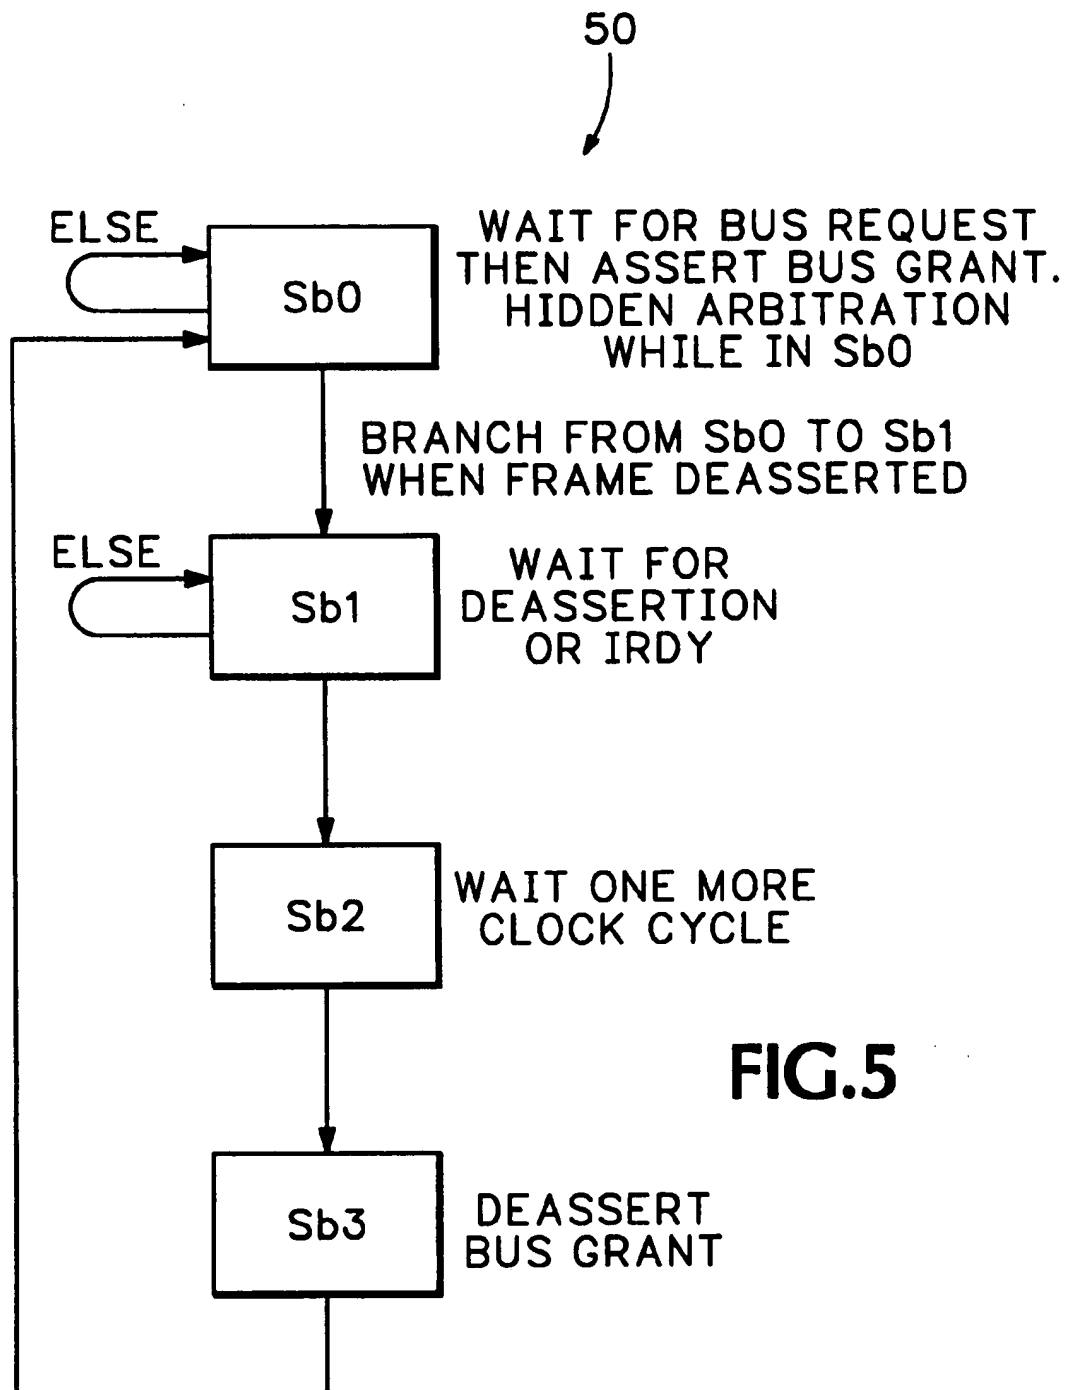 50
ELSE
Sb0
WAIT FOR BUS REQUEST
THEN ASSERT BUS GRANT.
HIDDEN ARBITRATION
WHILE IN Sb0
BRANCH FROM Sb0 TO Sb1
WHEN FRAME DEASSERTED
ELSE
Sb1
WAIT FOR
DEASSERTION
OR IRDY
Sb2
WAIT ONE MORE
CLOCK CYCLE
FIG.5
Sb3
DEASSERT
BUS GRANT